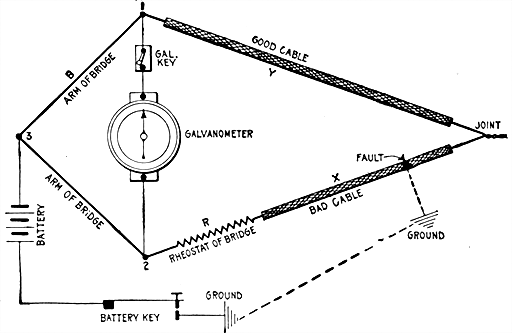 1
GAL.
KEY
GOOD CABLE
Y
B
ARM OF BRIDGE
GALVANOMETER
JOINT
3
FAULT
X
BAD CABLE
ARM OF BRIDGE
R
RHEOSTAT OF BRIDGE
2
BATTERY
GROUND
GROUND
BATTERY KEY